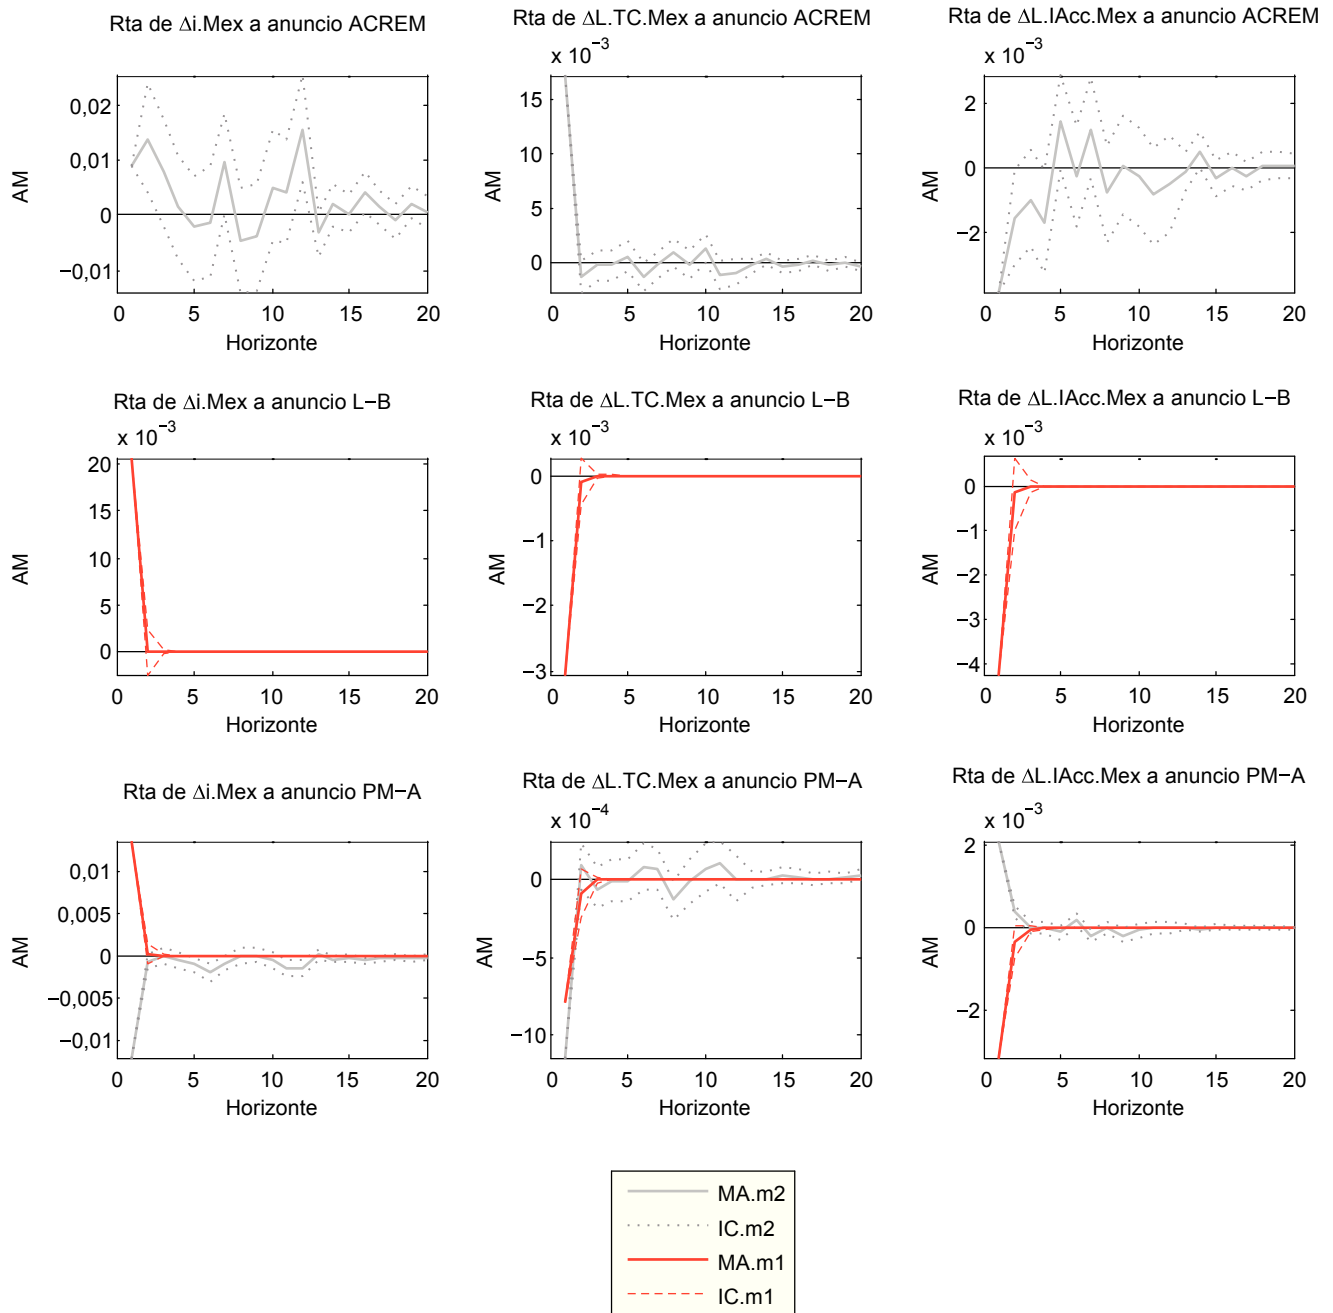 Rta de Δi.Mex a anuncio ACREM
0,02
0,01
0
−0,01
AM
0 5 10 15 20
Horizonte
Rta de ΔL.TC.Mex a anuncio ACREM
x 10⁻³
15
10
5
0
AM
0 5 10 15 20
Horizonte
Rta de ΔL.IAcc.Mex a anuncio ACREM
x 10⁻³
2
0
−2
AM
0 5 10 15 20
Horizonte
Rta de Δi.Mex a anuncio L−B
x 10⁻³
20
15
10
5
0
AM
0 5 10 15 20
Horizonte
Rta de ΔL.TC.Mex a anuncio L−B
x 10⁻³
0
−1
−2
−3
AM
0 5 10 15 20
Horizonte
Rta de ΔL.IAcc.Mex a anuncio L−B
x 10⁻³
0
−1
−2
−3
−4
AM
0 5 10 15 20
Horizonte
Rta de Δi.Mex a anuncio PM−A
0,01
0,005
0
−0,005
−0,01
AM
0 5 10 15 20
Horizonte
Rta de ΔL.TC.Mex a anuncio PM−A
x 10⁻⁴
0
−5
−10
AM
0 5 10 15 20
Horizonte
Rta de ΔL.IAcc.Mex a anuncio PM−A
x 10⁻³
2
0
−2
AM
0 5 10 15 20
Horizonte
MA.m2
IC.m2
MA.m1
IC.m1